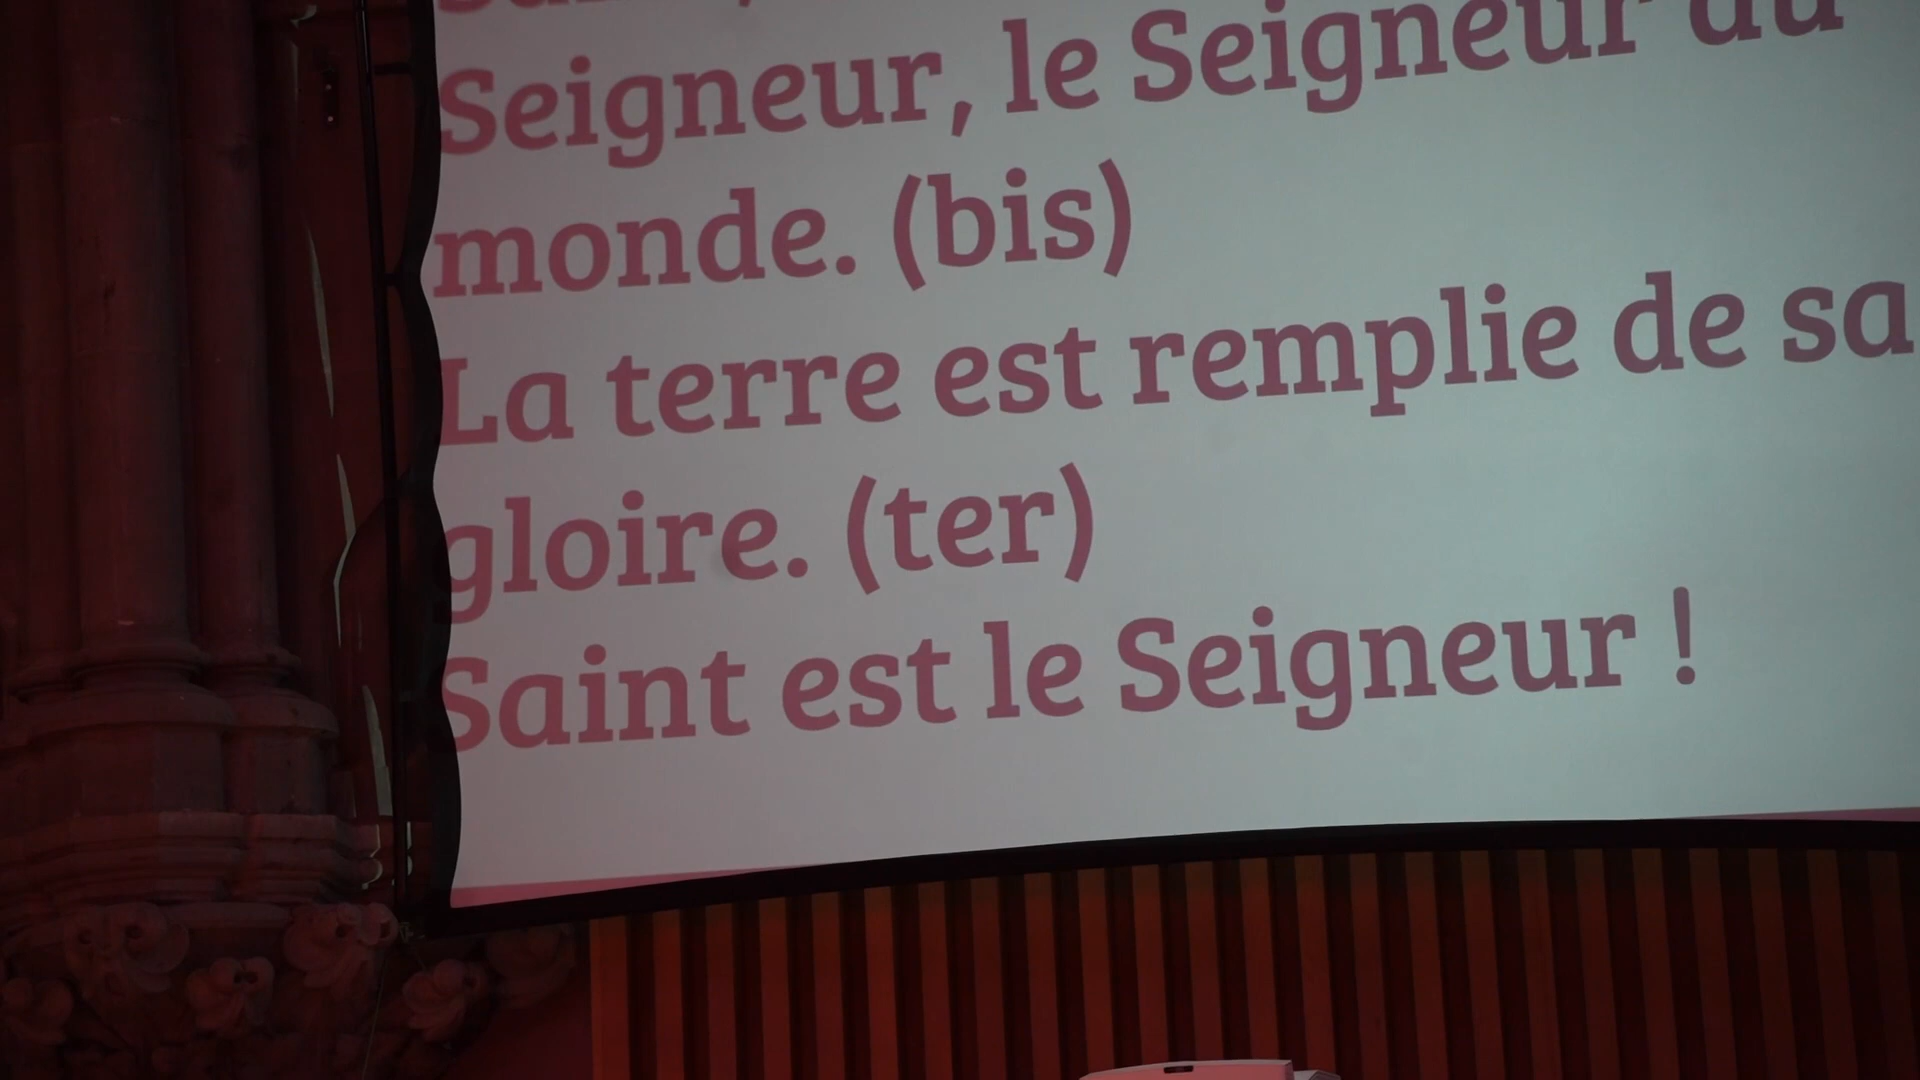 Seigneur, le Seigneur du
monde. (bis)
La terre est remplie de sa
gloire. (ter)
Saint est le Seigneur !